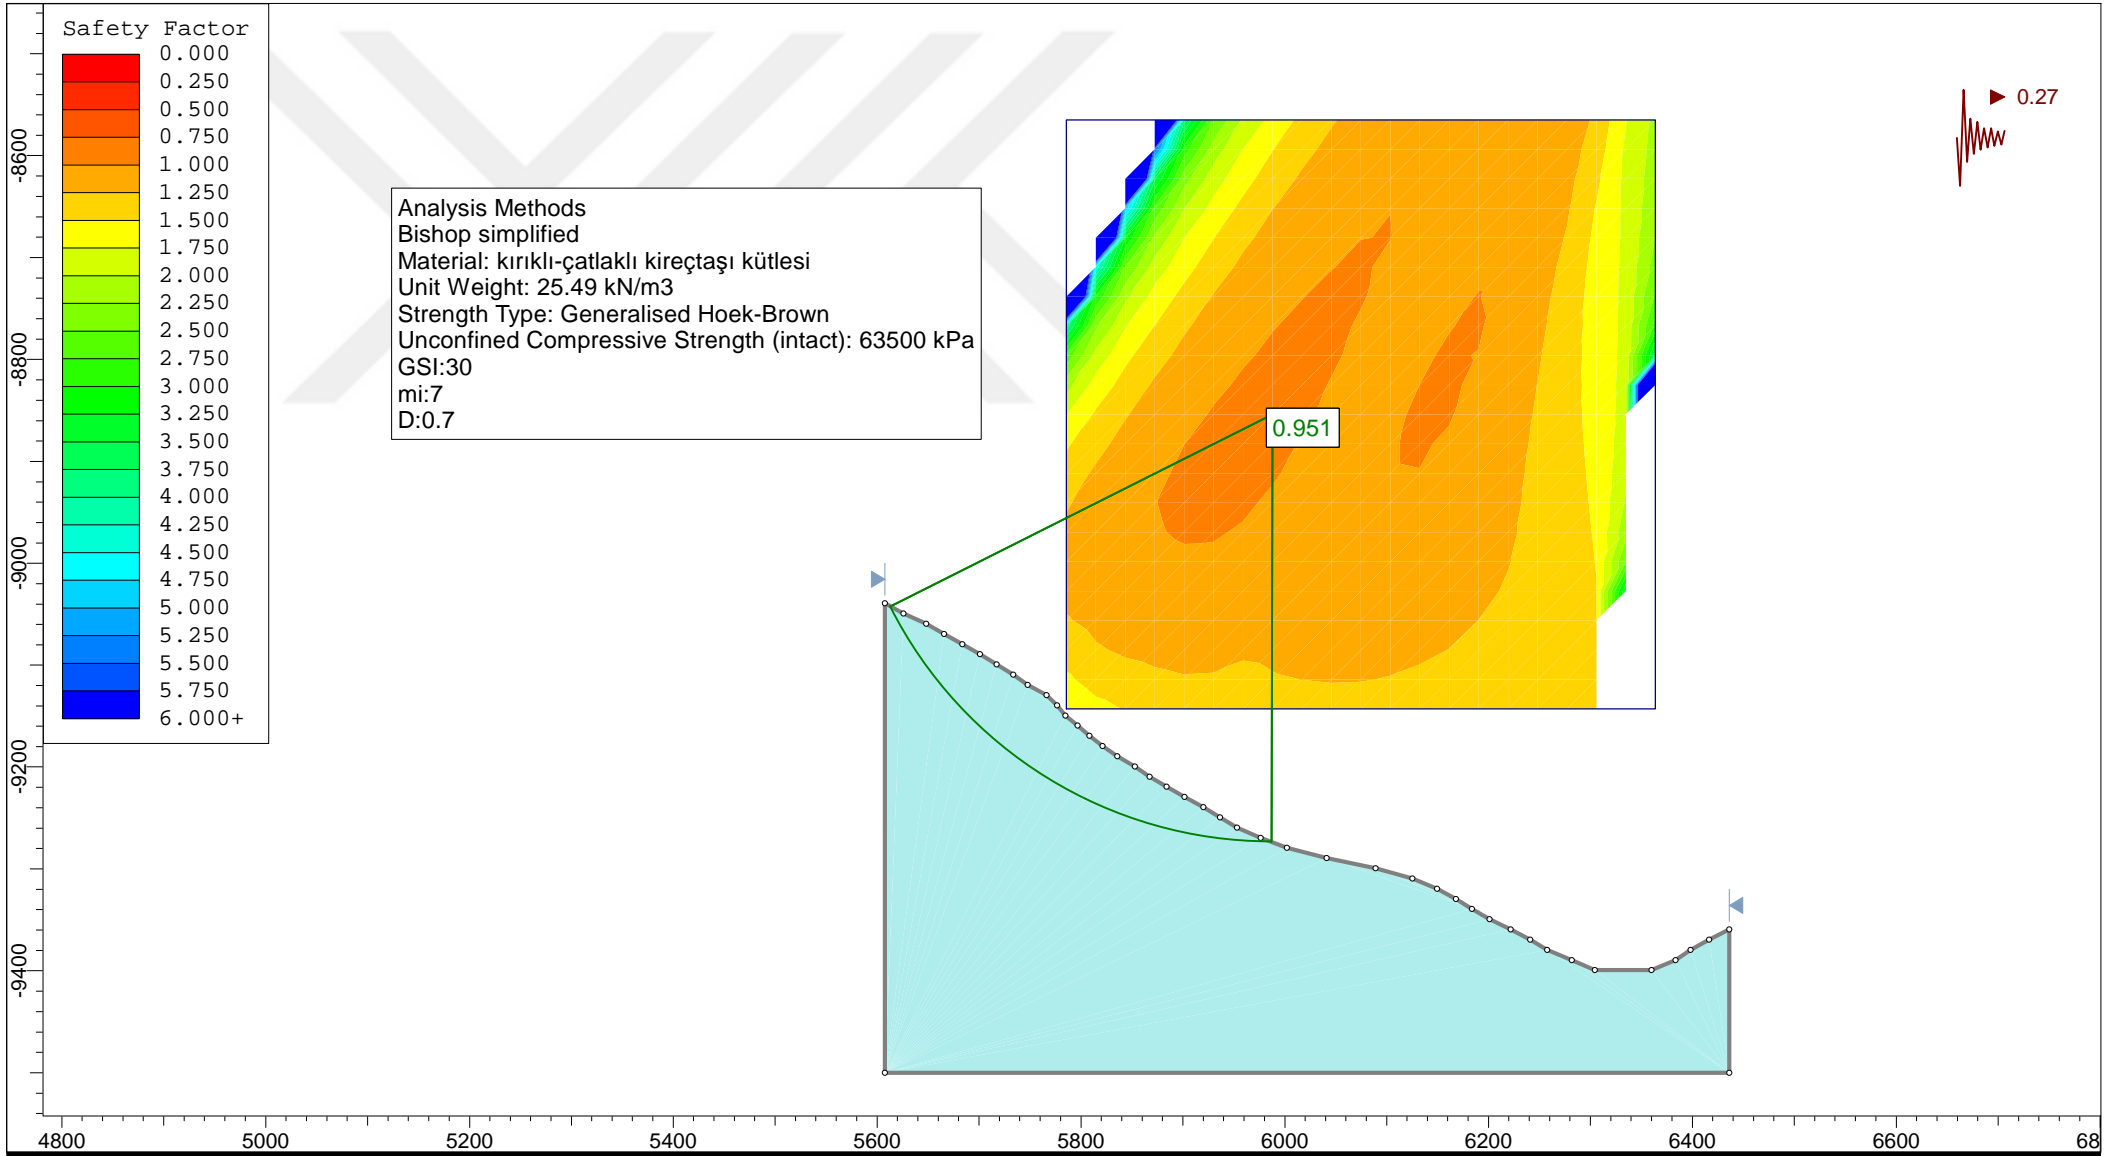 Safety Factor
0.000
0.250
0.500
0.750
1.000
1.250
1.500
1.750
2.000
2.250
2.500
2.750
3.000
3.250
3.500
3.750
4.000
4.250
4.500
4.750
5.000
5.250
5.500
5.750
6.000+
Analysis Methods
Bishop simplified
Material: kırıklı-çatlaklı kireçtaşı kütlesi
Unit Weight: 25.49 kN/m3
Strength Type: Generalised Hoek-Brown
Unconfined Compressive Strength (intact): 63500 kPa
GSI:30
mi:7
D:0.7
0.27
0.951
-8600
-8800
-9000
-9200
-9400
4800 5000 5200 5400 5600 5800 6000 6200 6400 6600 68